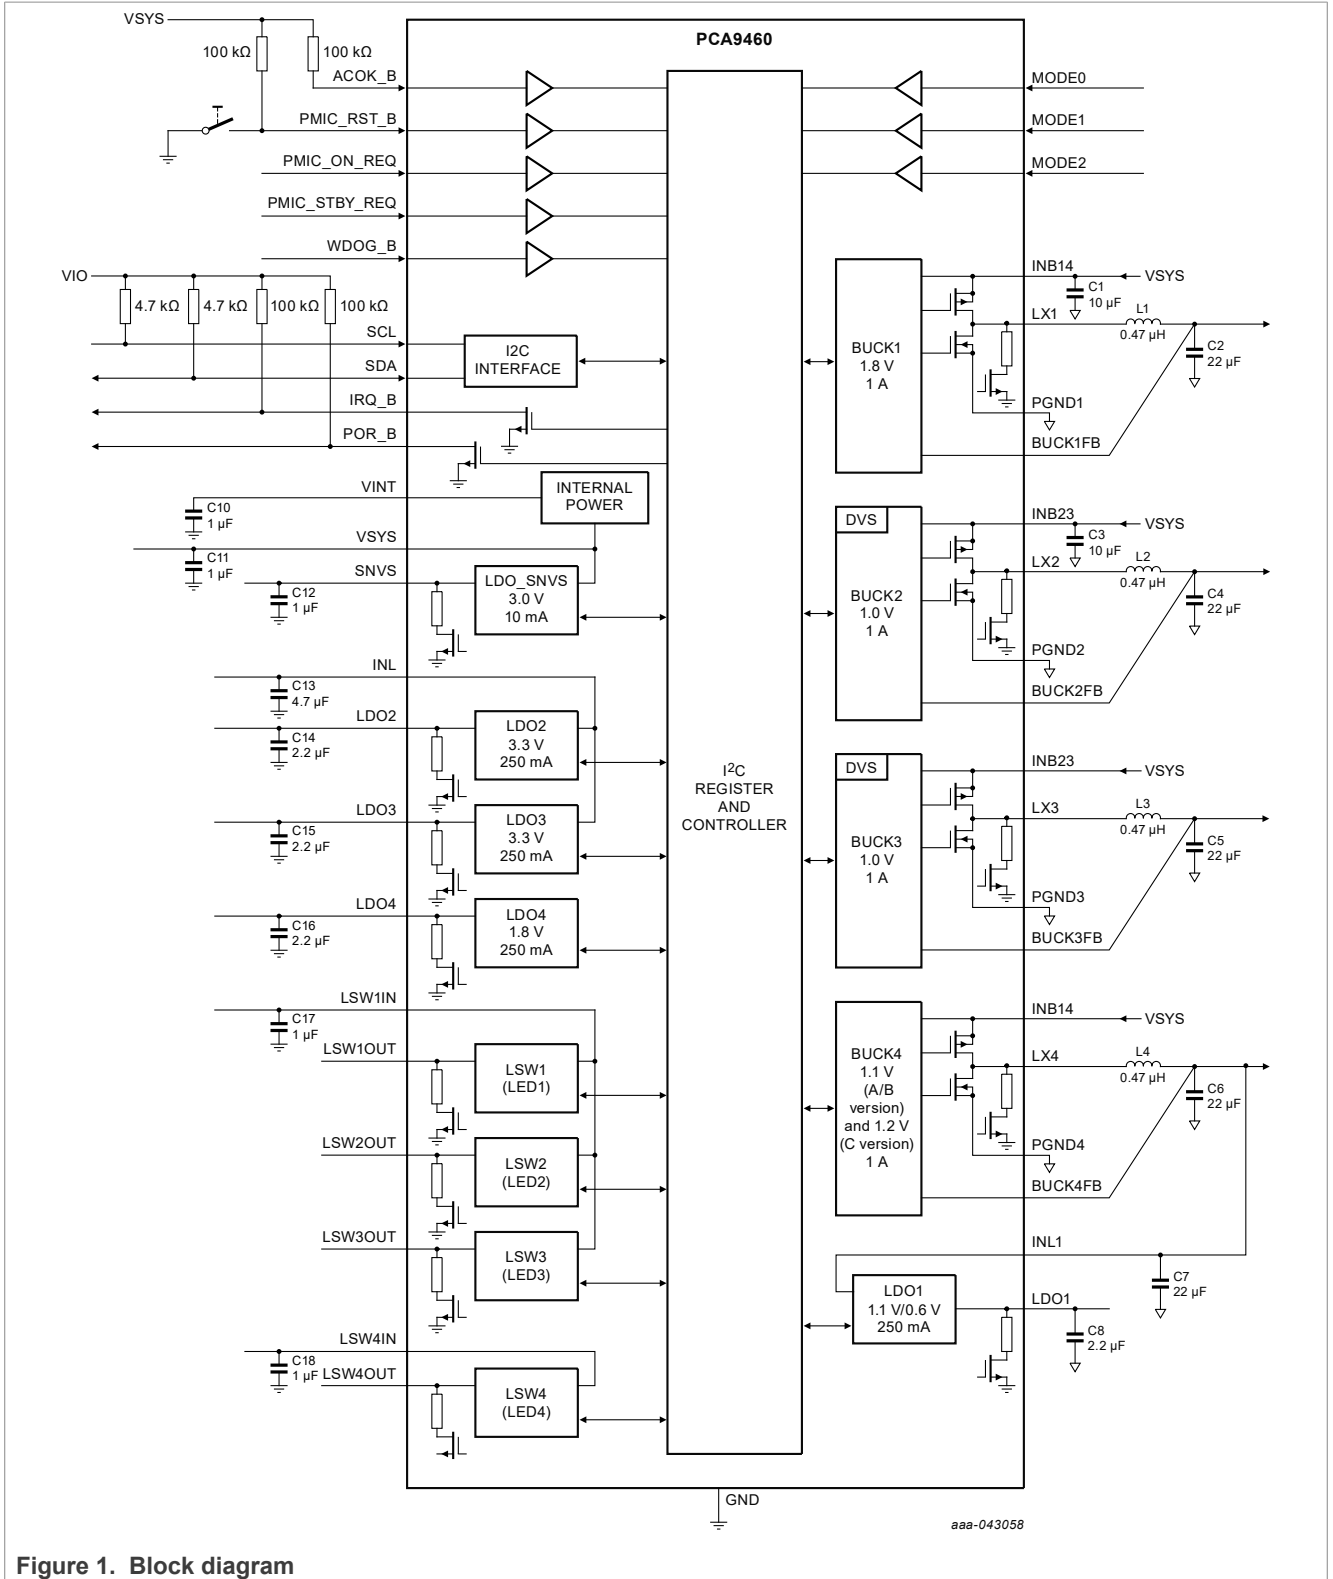 VSYS
PCA9460
100 kΩ
100 kΩ
ACOK_B
MODE0
PMIC_RST_B
MODE1
PMIC_ON_REQ
MODE2
PMIC_STBY_REQ
WDOG_B
VIO
4.7 kΩ
4.7 kΩ
100 kΩ
100 kΩ
SCL
SDA
I2C
INTERFACE
IRQ_B
POR_B
VINT
INTERNAL
POWER
C10
1 µF
VSYS
C11
1 µF
SNVS
C12
1 µF
LDO_SNVS
3.0 V
10 mA
INL
C13
4.7 µF
LDO2
C14
2.2 µF
LDO2
3.3 V
250 mA
LDO3
C15
2.2 µF
LDO3
3.3 V
250 mA
LDO4
C16
2.2 µF
LDO4
1.8 V
250 mA
LSW1IN
C17
1 µF
LSW1OUT
LSW1
(LED1)
LSW2OUT
LSW2
(LED2)
LSW3OUT
LSW3
(LED3)
LSW4IN
C18
1 µF
LSW4OUT
LSW4
(LED4)
I2C
REGISTER
AND
CONTROLLER
BUCK1
1.8 V
1 A
INB14
VSYS
C1
10 µF
LX1
L1
0.47 µH
C2
22 µF
PGND1
BUCK1FB
DVS
BUCK2
1.0 V
1 A
INB23
VSYS
C3
10 µF
LX2
L2
0.47 µH
C4
22 µF
PGND2
BUCK2FB
DVS
BUCK3
1.0 V
1 A
INB23
VSYS
LX3
L3
0.47 µH
C5
22 µF
PGND3
BUCK3FB
BUCK4
1.1 V
(A/B
version)
and 1.2 V
(C version)
1 A
INB14
VSYS
LX4
L4
0.47 µH
C6
22 µF
PGND4
BUCK4FB
INL1
C7
22 µF
LDO1
1.1 V/0.6 V
250 mA
LDO1
C8
2.2 µF
GND
aaa-043058
Figure 1. Block diagram